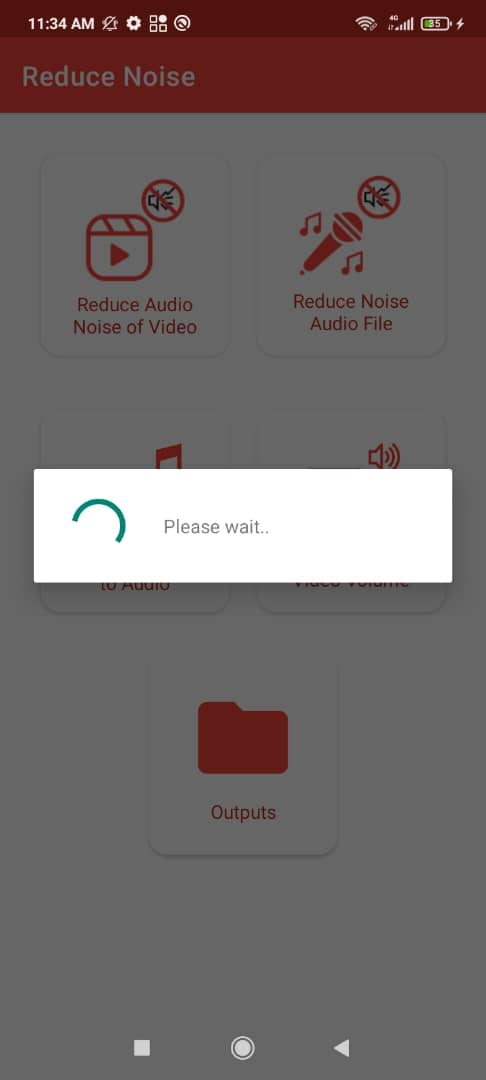 11:34 AM
4G
35
Reduce Noise
Reduce Audio
Noise of Video
Reduce Noise
Audio File
Please wait..
to Audio
Video Volume
Outputs